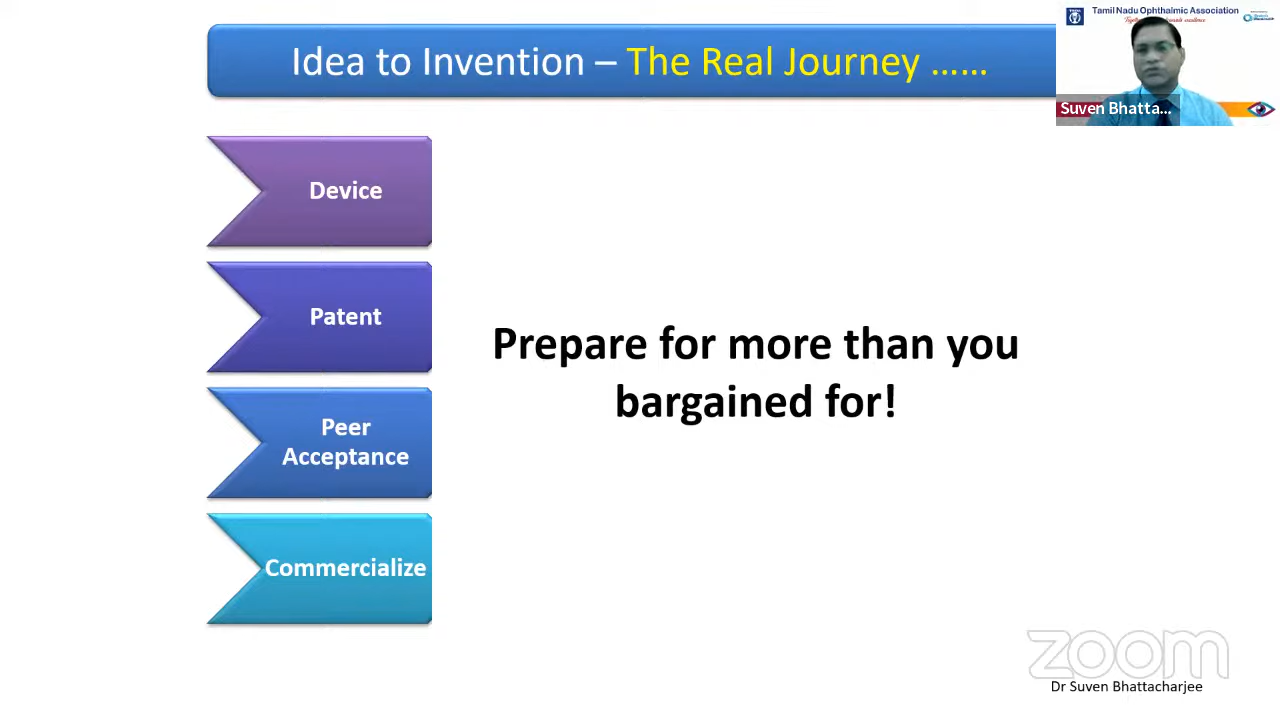 Idea to Invention – The Real Journey ......
Tamil Nadu Ophthalmic Association
Suven Bhatta...
Device
Patent
Prepare for more than you
bargained for!
Peer
Acceptance
Commercialize
zoom
Dr Suven Bhattacharjee